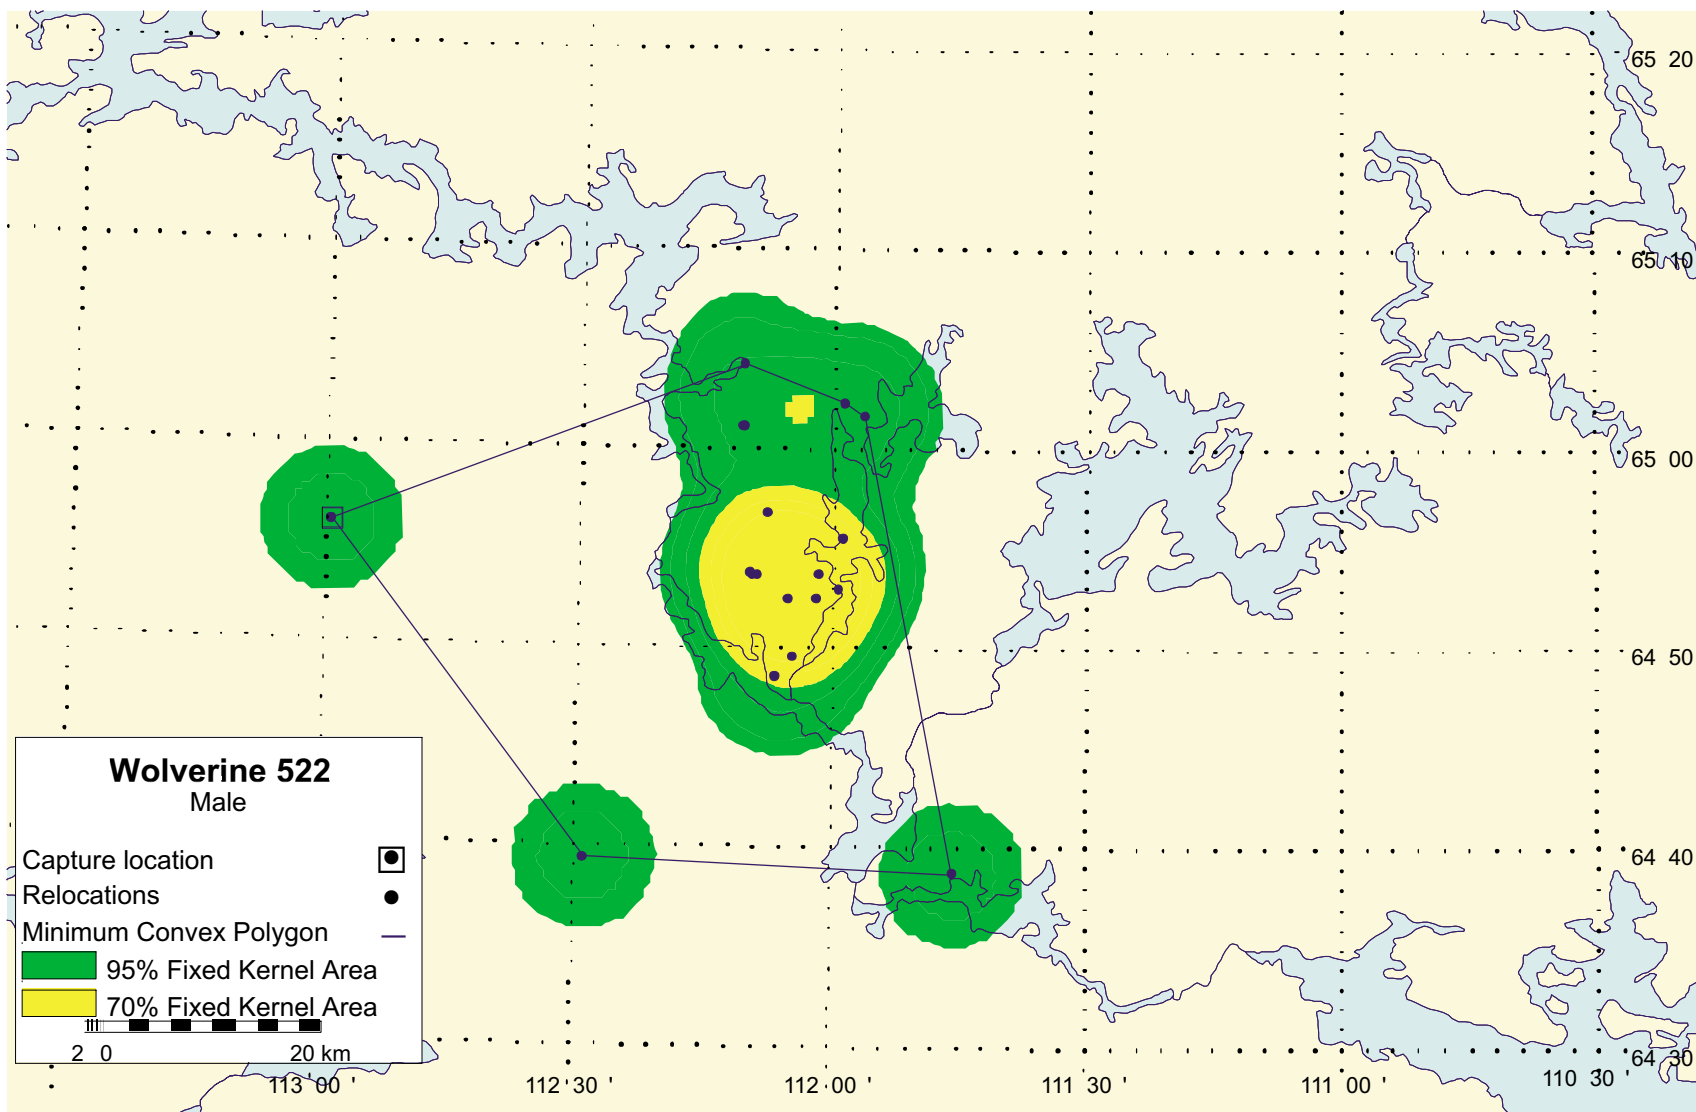 65 20
65 10
65 00
64 50
64 40
64 30
Wolverine 522
Male
Capture location
Relocations
Minimum Convex Polygon
95% Fixed Kernel Area
70% Fixed Kernel Area
2 0 20 km
113 00 ' 112 30 ' 112 00 ' 111 30 ' 111 00 ' 110 30 '